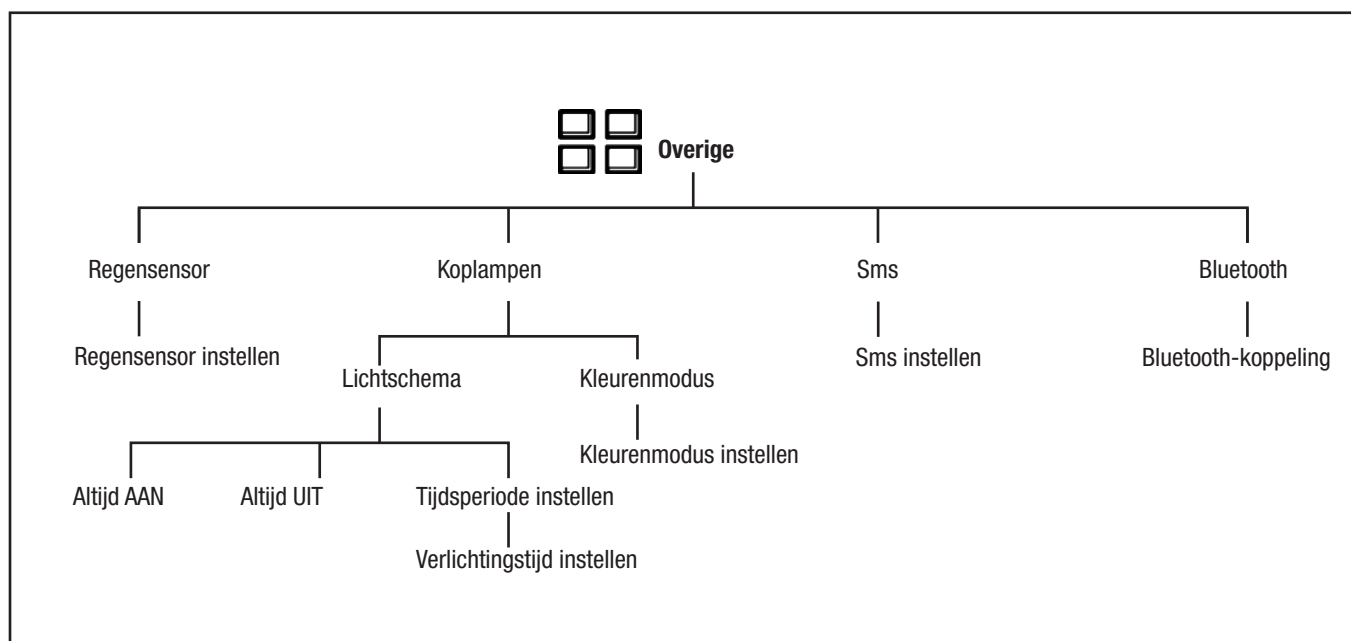 Overige
Regensensor
Koplampen
Sms
Bluetooth
Regensensor instellen
Lichtschema
Kleurenmodus
Sms instellen
Bluetooth-koppeling
Kleurenmodus instellen
Altijd AAN
Altijd UIT
Tijdsperiode instellen
Verlichtingstijd instellen